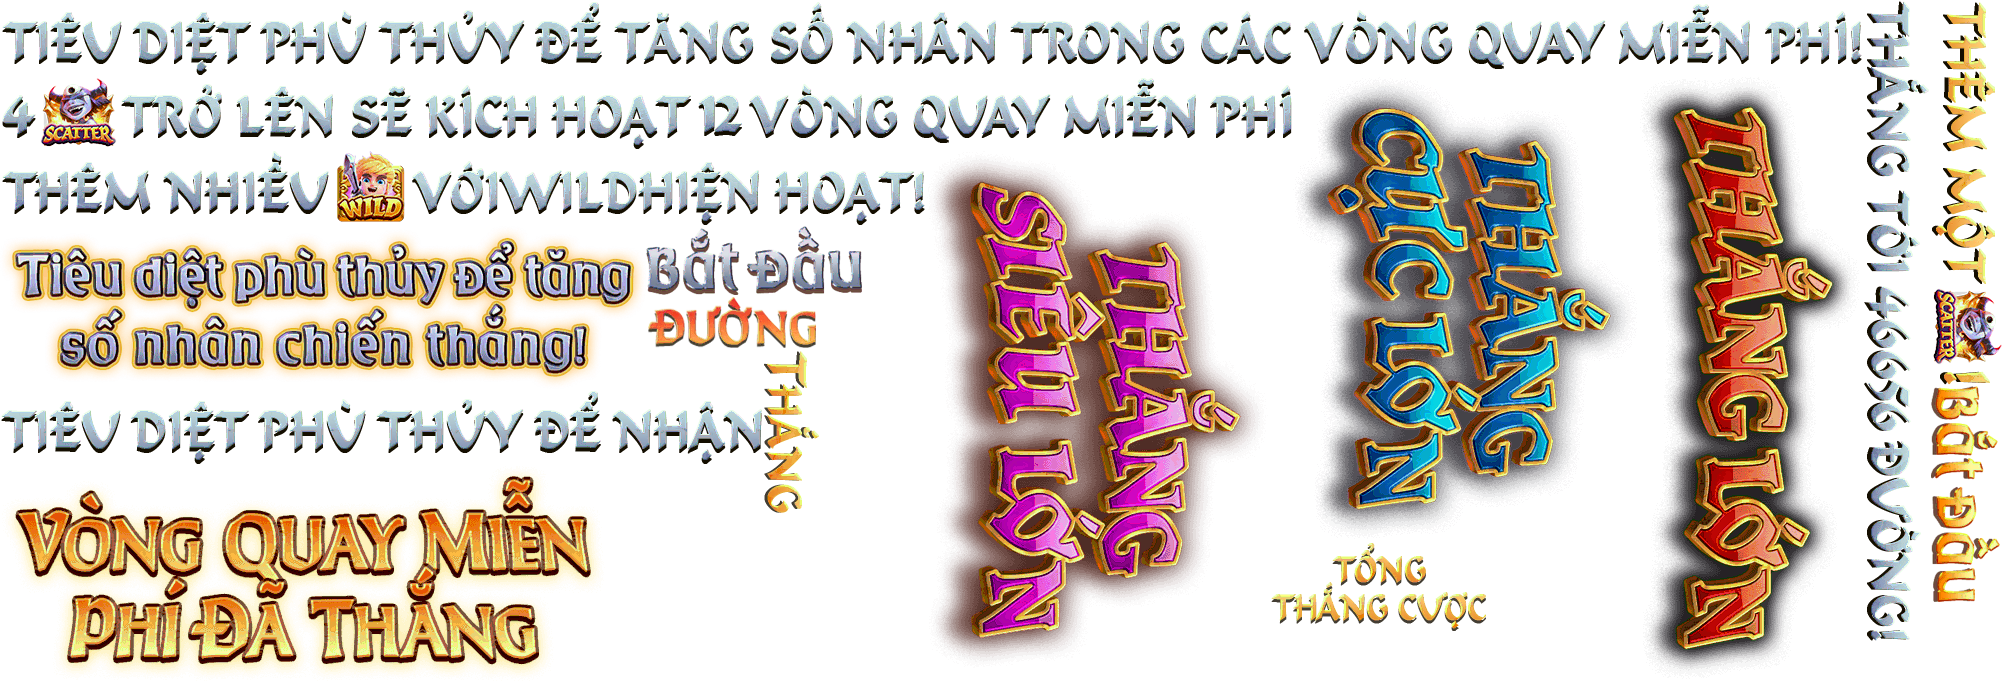 TIÊU DIỆT PHÙ THỦY ĐỂ TĂNG SỐ NHÂN TRONG CÁC VÒNG QUAY MIỄN PHÍ!
4 SCATTER TRỞ LÊN SẼ KÍCH HOẠT 12 VÒNG QUAY MIỄN PHÍ
THÊM NHIỀU WILD VỚIWILDHIỆN HOẠT!
Tiêu diệt phù thủy Để tăng
số nhân chiến thắng!
Bắt Đầu
ĐƯỜNG
THẮNG
TIÊU DIỆT PHÙ THỦY ĐỂ NHẬN
VÒNG QUAY MIỄN
PHÍ ĐÃ THẮNG
THẮNG
SIÊU LỚN
THẮNG
CỰC LỚN
TỔNG
THẮNG CƯỢC
THẮNG LỚN
THẮNG TỚI 46656 ĐƯỜNG!
THÊM MỘT SCATTER !
Bắt Đầu